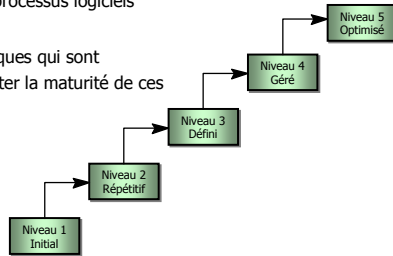 processus logiciels
ques qui sont
ter la maturité de ces
Niveau 5
Optimisé
Niveau 4
Géré
Niveau 3
Défini
Niveau 2
Répétitif
Niveau 1
Initial